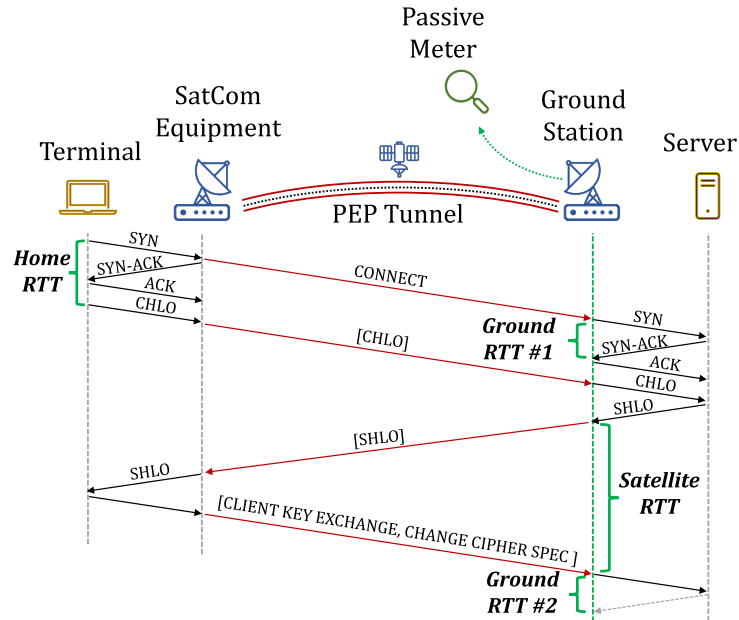 Passive
Meter
SatCom
Equipment
Ground
Station
Terminal
Server
PEP Tunnel
SYN
Home
RTT
SYN-ACK
ACK
CHLO
CONNECT
[CHLO]
Ground
RTT #1
SYN
SYN-ACK
ACK
CHLO
SHLO
[SHLO]
SHLO
Satellite
RTT
[CLIENT KEY EXCHANGE, CHANGE CIPHER SPEC ]
Ground
RTT #2